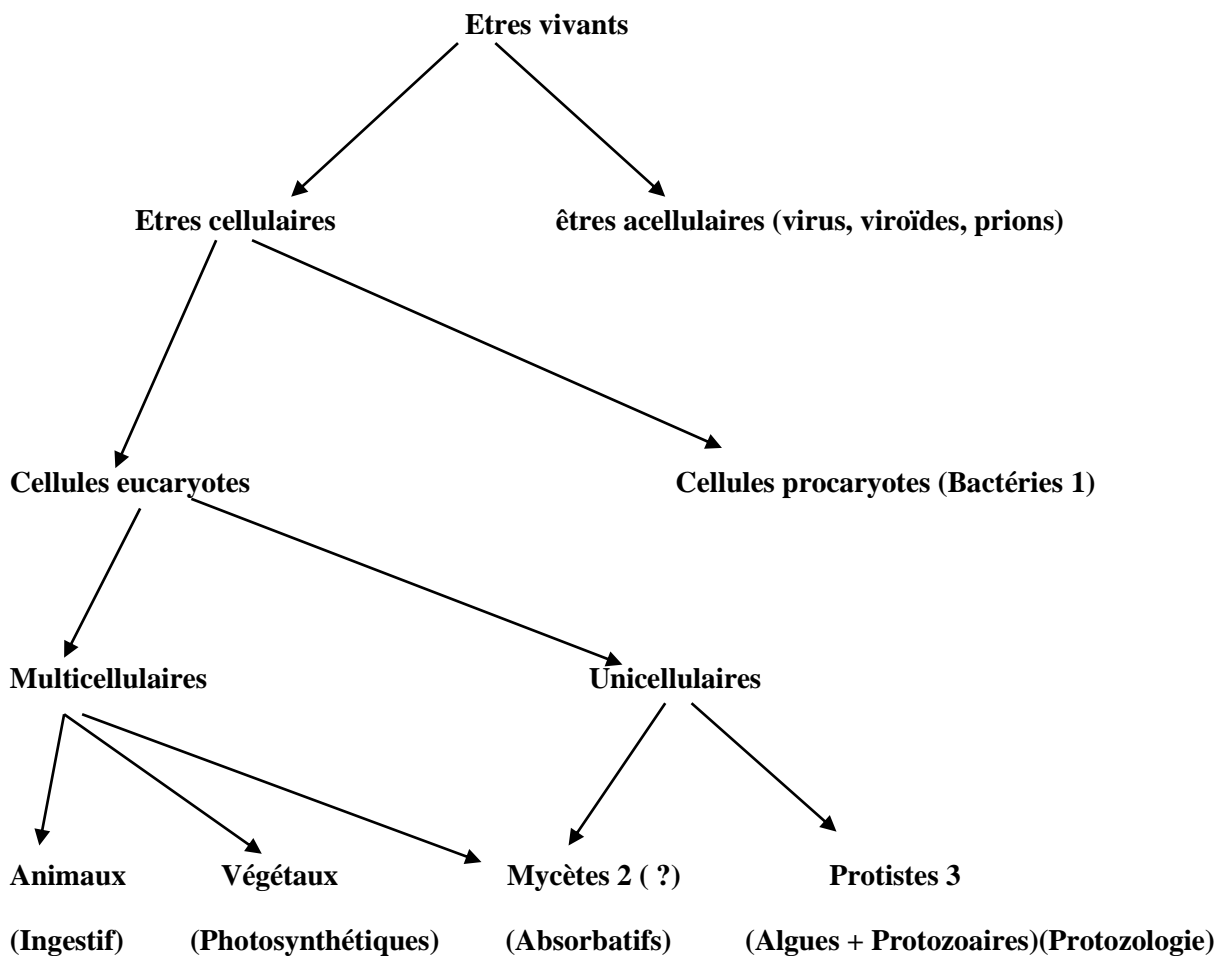 Etres vivants
Etres cellulaires êtres acellulaires (virus, viroïdes, prions)
Cellules eucaryotes Cellules procaryotes (Bactéries 1)
Multicellulaires Unicellulaires
Animaux Végétaux Mycètes 2 ( ?) Protistes 3
(Ingestif) (Photosynthétiques) (Absorbatifs) (Algues + Protozoaires)(Protozologie)